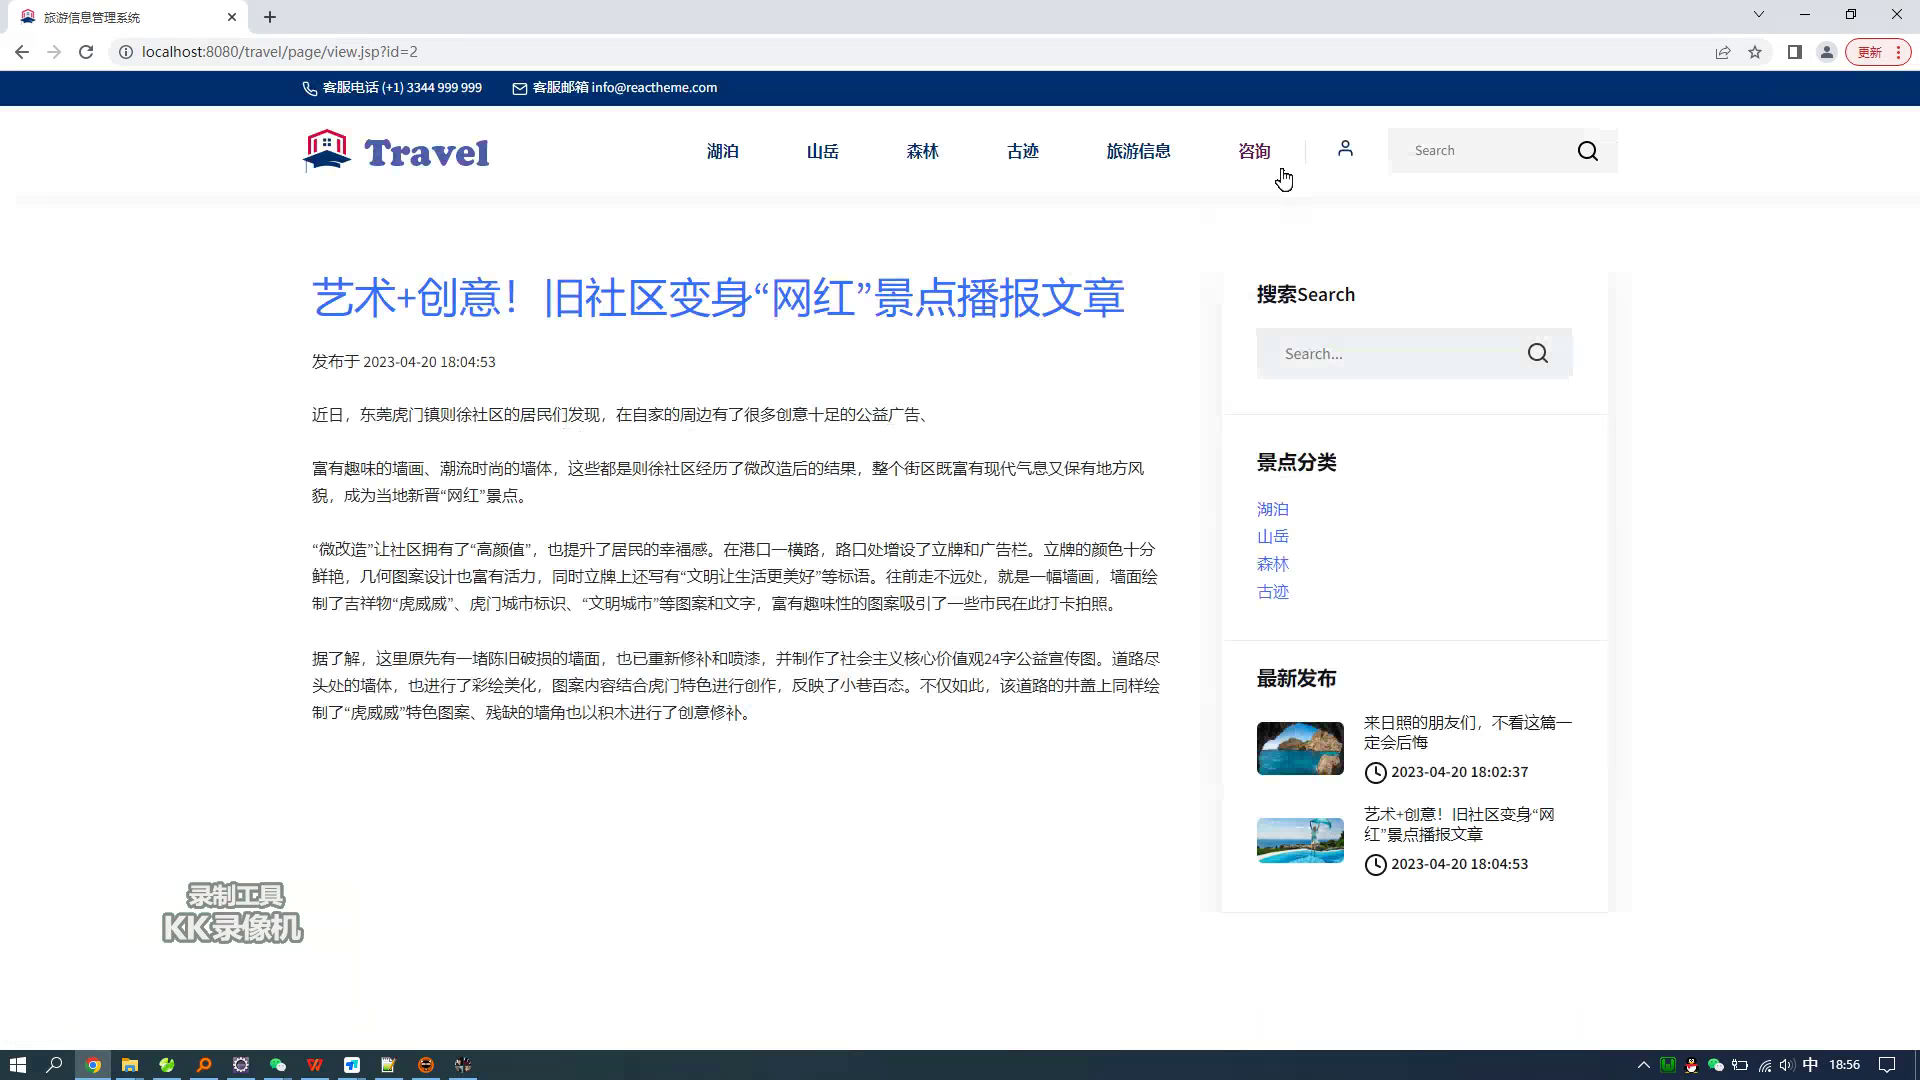 旅游信息管理系统
localhost:8080/travel/page/view.jsp?id=2
更新
客服电话 (+1) 3344 999 999
客服邮箱 info@reactheme.com
Travel
湖泊
山岳
森林
古迹
旅游信息
咨询
Search
艺术+创意！旧社区变身“网红”景点播报文章
发布于 2023-04-20 18:04:53
近日，东莞虎门镇则徐社区的居民们发现，在自家的周边有了很多创意十足的公益广告、
富有趣味的墙画、潮流时尚的墙体，这些都是则徐社区经历了微改造后的结果，整个街区既富有现代气息又保有地方风
貌，成为当地新晋“网红”景点。
“微改造”让社区拥有了“高颜值”，也提升了居民的幸福感。在港口一横路，路口处增设了立牌和广告栏。立牌的颜色十分
鲜艳，几何图案设计也富有活力，同时立牌上还写有“文明让生活更美好”等标语。往前走不远处，就是一幅墙画，墙面绘
制了吉祥物“虎威威”、虎门城市标识、“文明城市”等图案和文字，富有趣味性的图案吸引了一些市民在此打卡拍照。
据了解，这里原先有一堵陈旧破损的墙面，也已重新修补和喷漆，并制作了社会主义核心价值观24字公益宣传图。道路尽
头处的墙体，也进行了彩绘美化，图案内容结合虎门特色进行创作，反映了小巷百态。不仅如此，该道路的井盖上同样绘
制了“虎威威”特色图案、残缺的墙角也以积木进行了创意修补。
搜索Search
Search...
景点分类
湖泊
山岳
森林
古迹
最新发布
来日照的朋友们，不看这篇一
定会后悔
2023-04-20 18:02:37
艺术+创意！旧社区变身“网
红”景点播报文章
2023-04-20 18:04:53
录制工具
KK录像机
中
18:56